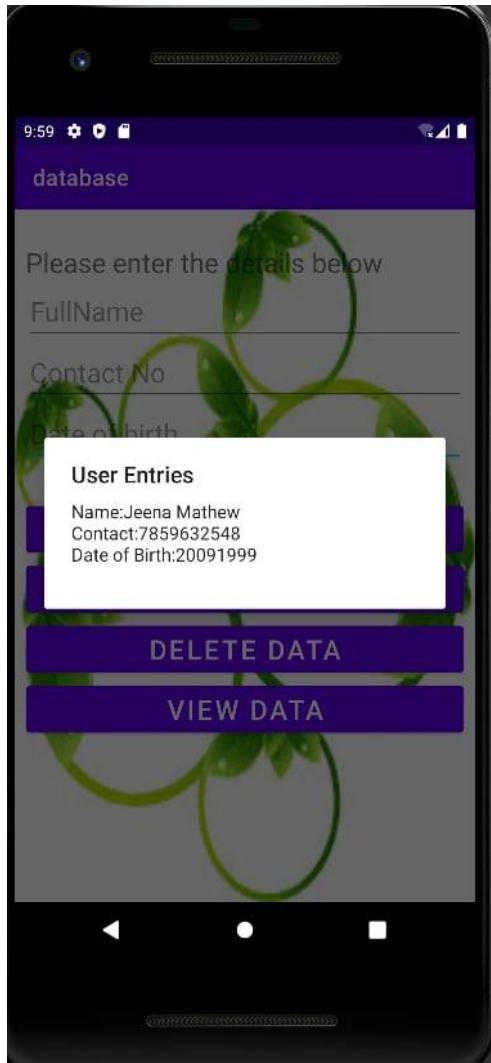 9:59
database
Please enter the details below
FullName
Contact No
Date of birth
User Entries
Name:Jeena Mathew
Contact:7859632548
Date of Birth:20091999
DELETE DATA
VIEW DATA